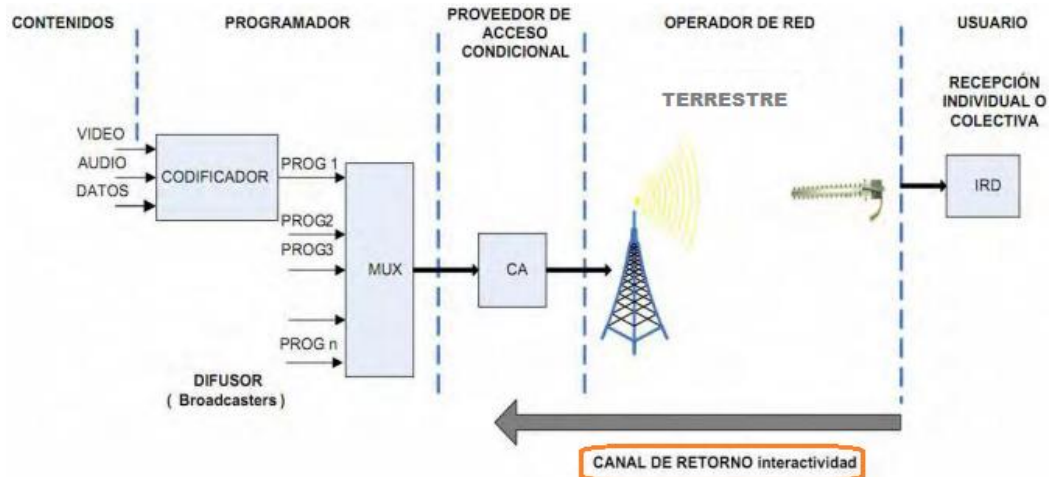 CONTENIDOS
PROGRAMADOR
PROVEEDOR DE
ACCESO
CONDICIONAL
OPERADOR DE RED
USUARIO
TERRESTRE
RECEPCIÓN
INDIVIDUAL O
COLECTIVA
VIDEO
AUDIO
DATOS
CODIFICADOR
PROG 1
PROG2
PROG3
PROG n
MUX
CA
IRD
DIFUSOR
( Broadcasters )
CANAL DE RETORNO interactividad